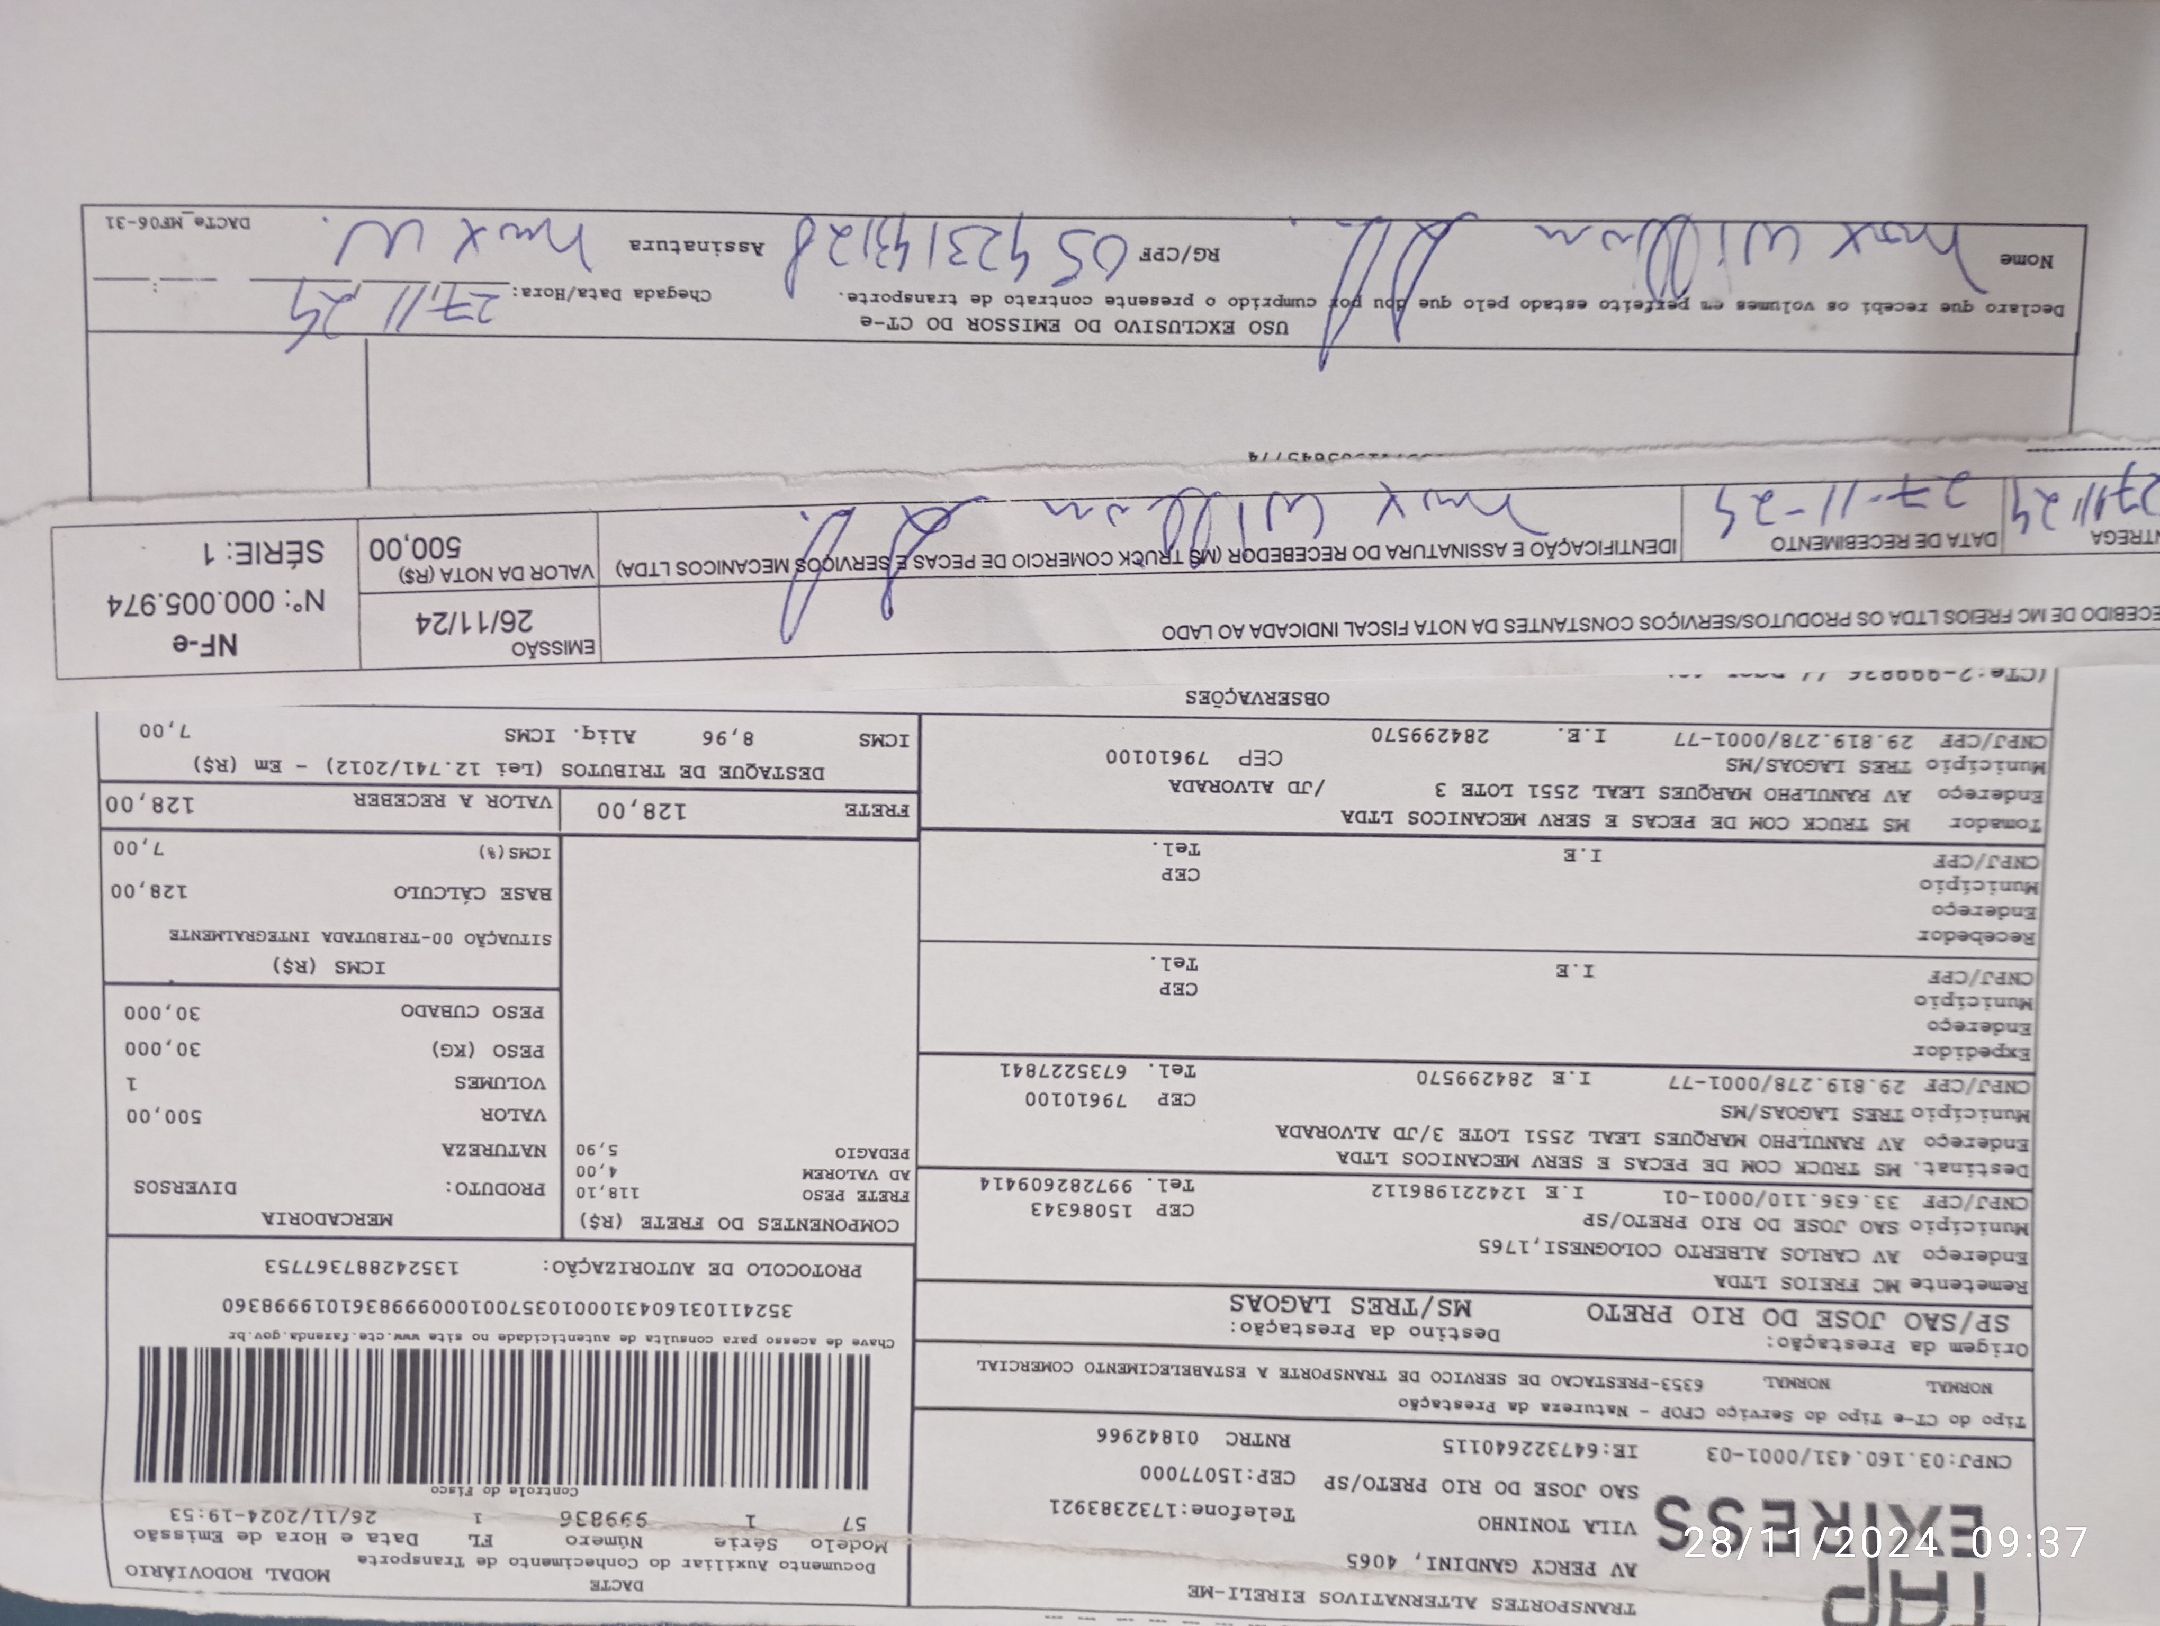 TAP
EXPRESS
TRANSPORTES ALTERNATIVOS EIRELI-ME
AV PERCY GANDINI, 4065
VILA TONINHO Telefone:1732383921
SAO JOSE DO RIO PRETO/SP CEP:15077000
CNPJ:03.160.431/0001-03 IE:647322640115 RNTRC 01842966
DACTE
Documento Auxiliar do Conhecimento de Transporte MODAL RODOVIÁRIO
Modelo Série Número FL Data e Hora de Emissão
57 1 999836 1 26/11/2024-19:53
Controle do Fisco
Chave de acesso para consulta de autenticidade no site www.cte.fazenda.gov.br
35241103160431000103570010009998361019998360
PROTOCOLO DE AUTORIZAÇÃO: 135242887367753
Tipo do CT-e Tipo do Serviço CFOP - Natureza da Prestação
NORMAL NORMAL 6353-PRESTACAO DE SERVICO DE TRANSPORTE A ESTABELECIMENTO COMERCIAL
Origem da Prestação: Destino da Prestação:
SP/SAO JOSE DO RIO PRETO MS/TRES LAGOAS
Remetente MC FREIOS LTDA
Endereço AV CARLOS ALBERTO COLOGNESI,1765
Município SAO JOSE DO RIO PRETO/SP CEP 15086343
CNPJ/CPF 33.636.110/0001-01 I.E 124221986112 Tel. 997282609414
Destinat. MS TRUCK COM DE PECAS E SERV MECANICOS LTDA
Endereço AV RANULPHO MARQUES LEAL 2551 LOTE 3/JD ALVORADA
Município TRES LAGOAS/MS CEP 79610100
CNPJ/CPF 29.819.278/0001-77 I.E 284299570 Tel. 6735227841
Expedidor
Endereço
Município CEP
CNPJ/CPF I.E Tel.
Recebedor
Endereço
Município CEP
CNPJ/CPF I.E Tel.
Tomador MS TRUCK COM DE PECAS E SERV MECANICOS LTDA
Endereço AV RANULPHO MARQUES LEAL 2551 LOTE 3 /JD ALVORADA
Município TRES LAGOAS/MS CEP 79610100
CNPJ/CPF 29.819.278/0001-77 I.E. 284299570
COMPONENTES DO FRETE (R$)
FRETE PESO 118,10
AD VALOREM 4,00
PEDAGIO 5,90
MERCADORIA
PRODUTO: DIVERSOS
NATUREZA
VALOR 500,00
VOLUMES 1
PESO (KG) 30,000
PESO CUBADO 30,000
ICMS (R$)
SITUAÇÃO 00-TRIBUTADA INTEGRALMENTE
BASE CÁLCULO 128,00
ICMS(%) 7,00
FRETE 128,00 VALOR A RECEBER 128,00
DESTAQUE DE TRIBUTOS (Lei 12.741/2012) - Em (R$)
ICMS 8,96 Aliq. ICMS 7,00
OBSERVAÇÕES
(CTe:2-999836 //
RECEBIDO DE MC FREIOS LTDA OS PRODUTOS/SERVIÇOS CONSTANTES DA NOTA FISCAL INDICADA AO LADO
EMISSÃO
26/11/24
NF-e
Nº: 000.005.974
SÉRIE: 1
NTREGA DATA DE RECEBIMENTO IDENTIFICAÇÃO E ASSINATURA DO RECEBEDOR (MS TRUCK COMERCIO DE PECAS E SERVIÇOS MECANICOS LTDA) VALOR DA NOTA (R$)
27/11/24 27-11-24 Max Willian 500,00
USO EXCLUSIVO DO EMISSOR DO CT-e
Declaro que recebi os volumes em perfeito estado pelo que dou por cumprido o presente contrato de transporte. Chegada Data/Hora: 27/11/24
Nome Max Willian RG/CPF 05423143128 Assinatura Max W.
DACTe_MF06-31
28/11/2024 09:37